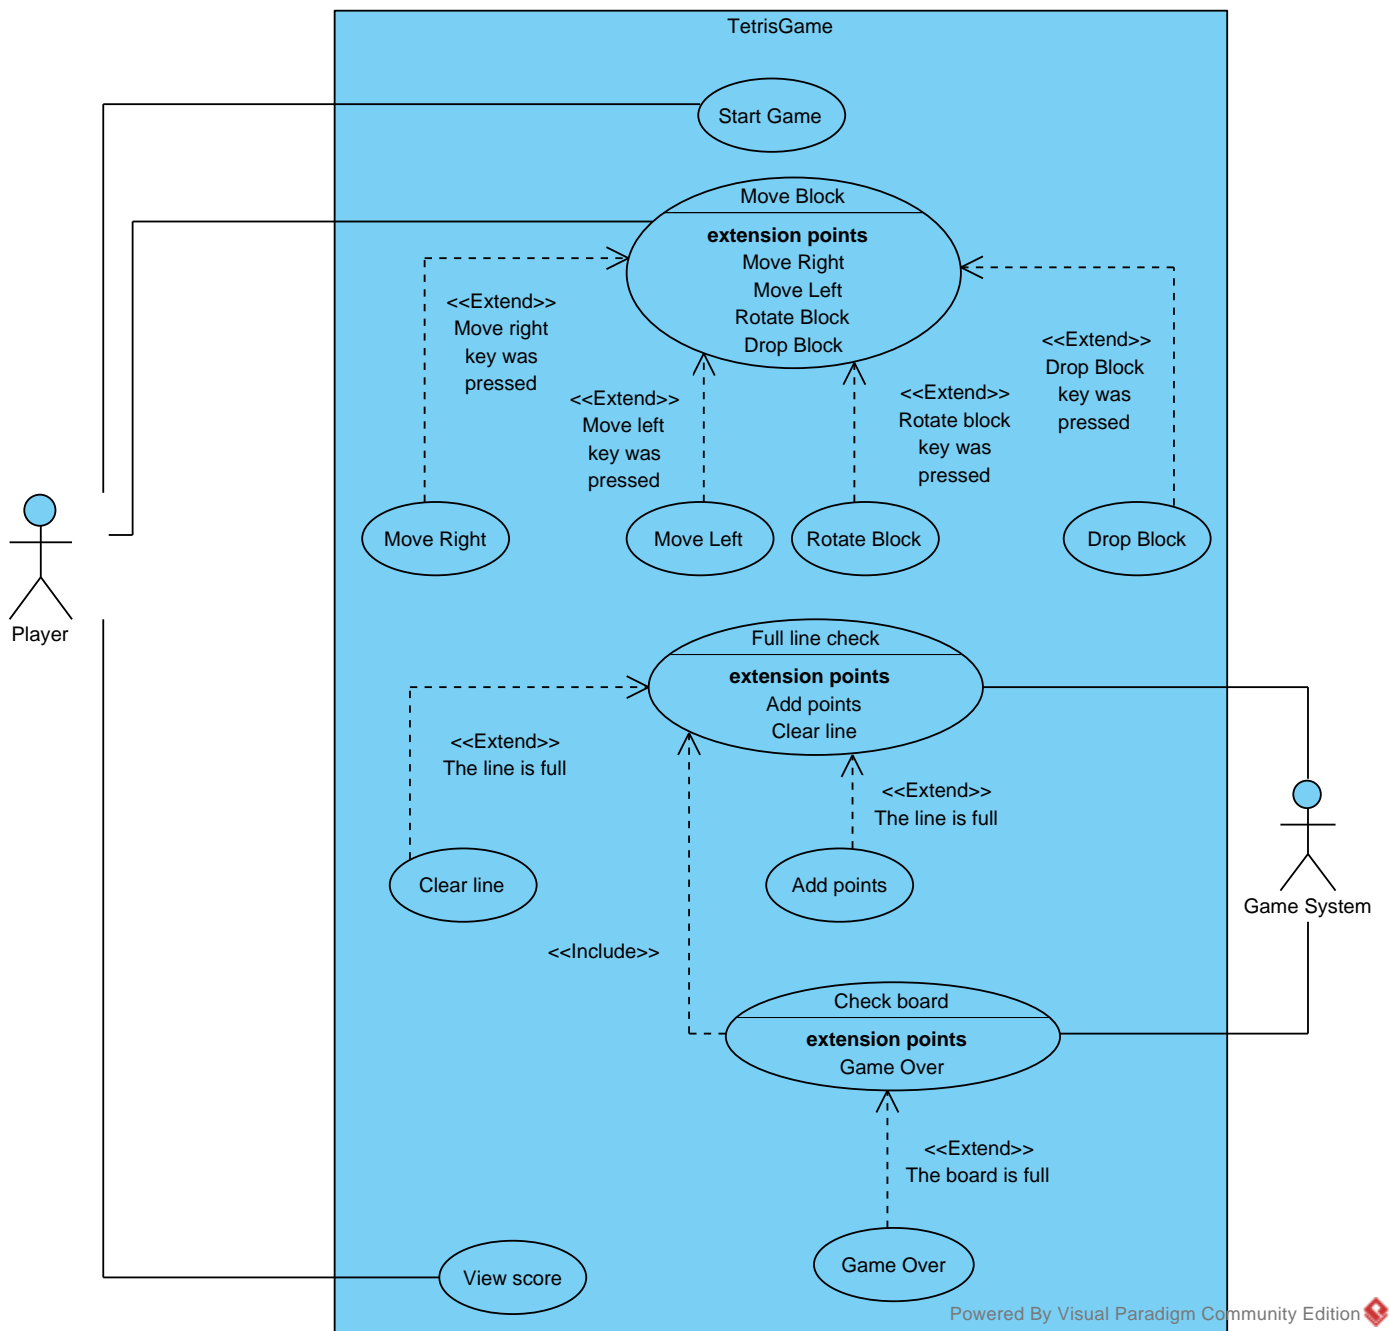 TetrisGame
Start Game
Move Block
extension points
Move Right
Move Left
Rotate Block
Drop Block
<<Extend>>
Move right
key was
pressed
<<Extend>>
Move left
key was
pressed
<<Extend>>
Rotate block
key was
pressed
<<Extend>>
Drop Block
key was
pressed
Move Right
Move Left
Rotate Block
Drop Block
Player
Full line check
extension points
Add points
Clear line
<<Extend>>
The line is full
<<Extend>>
The line is full
Clear line
Add points
Game System
<<Include>>
Check board
extension points
Game Over
<<Extend>>
The board is full
Game Over
View score
Powered By Visual Paradigm Community Edition